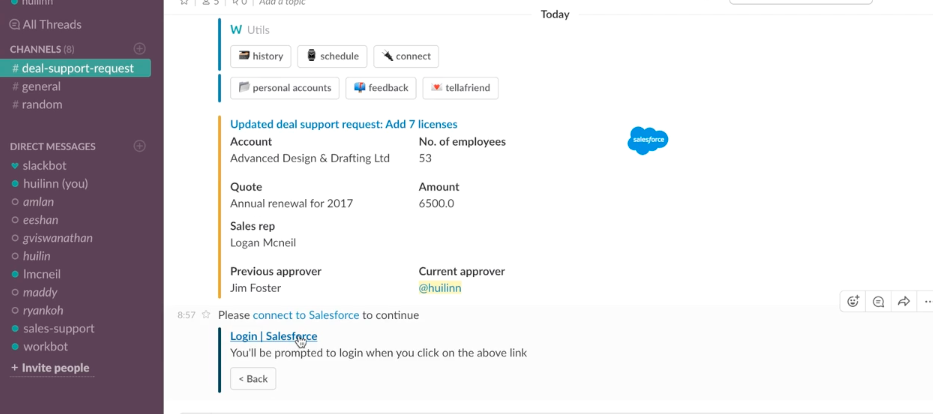 huilinn
5 | 0 | Add a topic
All Threads
CHANNELS (8)
# deal-support-request
# general
# random
DIRECT MESSAGES
slackbot
huilinn (you)
amlan
eeshan
gviswanathan
huilin
lmcneil
maddy
ryankoh
sales-support
workbot
+ Invite people
Today
W Utils
history
schedule
connect
personal accounts
feedback
tellafriend
Updated deal support request: Add 7 licenses
Account No. of employees
Advanced Design & Drafting Ltd 53
salesforce
Quote Amount
Annual renewal for 2017 6500.0
Sales rep
Logan Mcneil
Previous approver Current approver
Jim Foster @huilinn
8:57 Please connect to Salesforce to continue
Login | Salesforce
You'll be prompted to login when you click on the above link
< Back